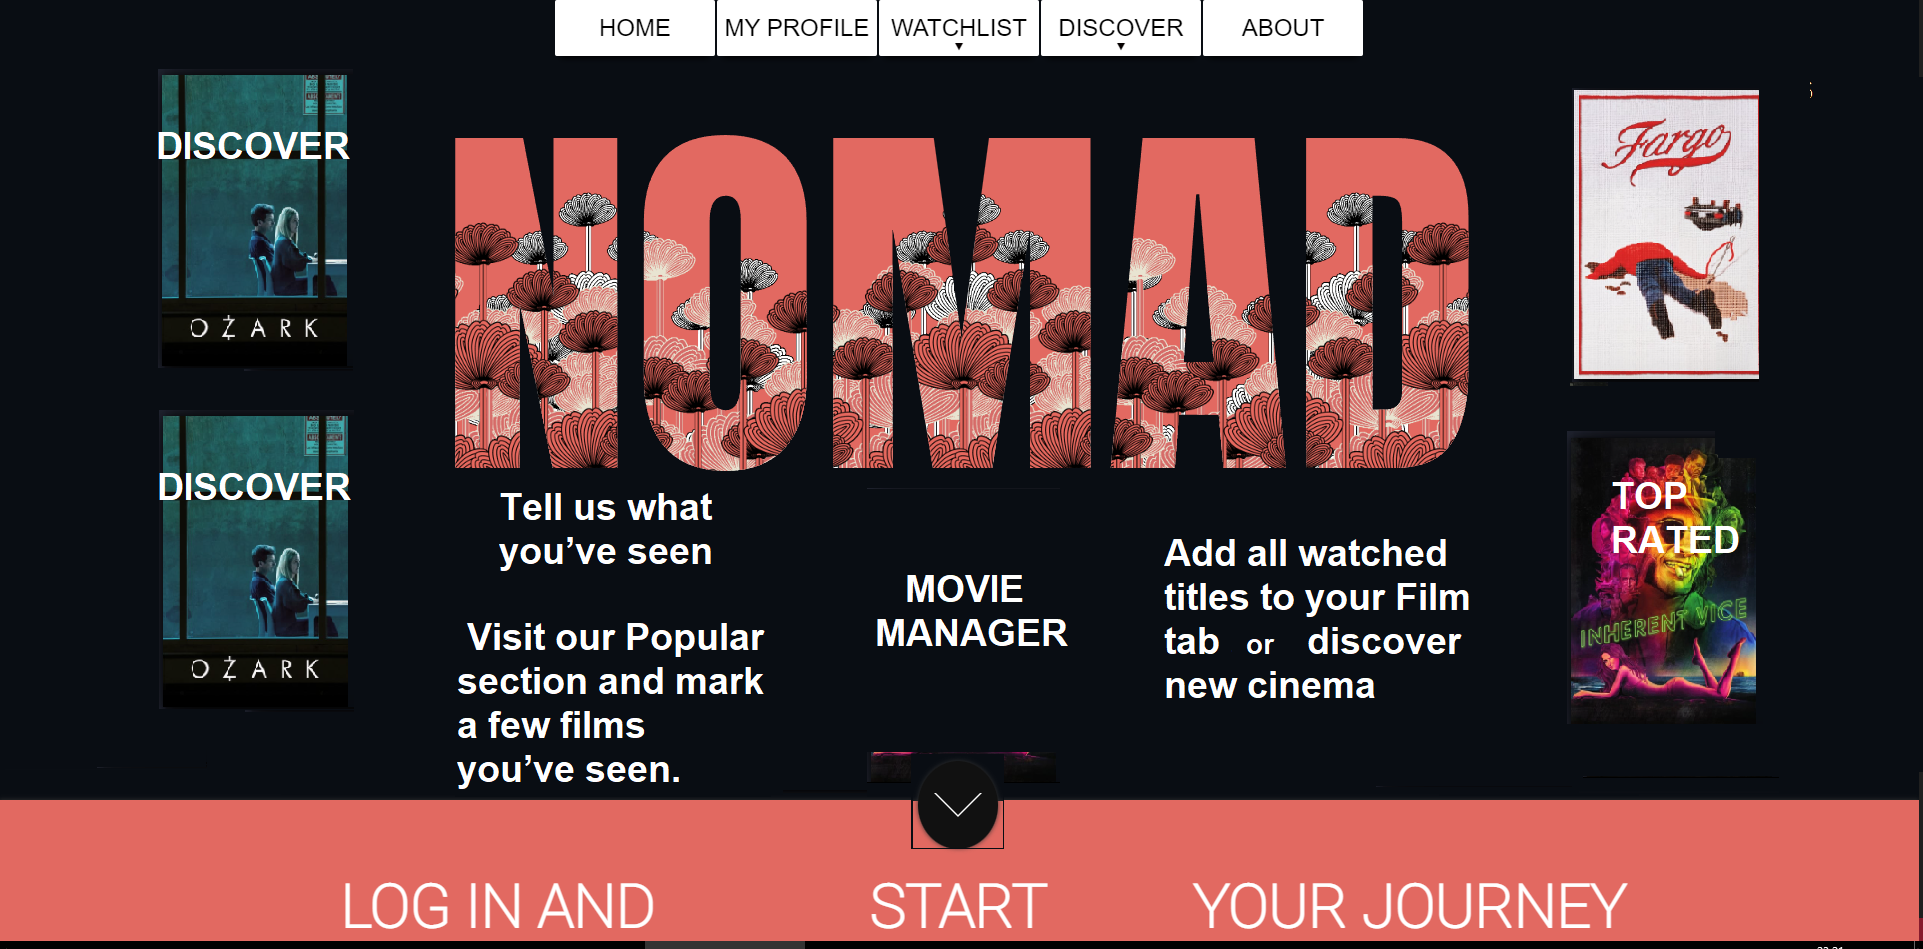 HOME MY PROFILE WATCHLIST DISCOVER ABOUT
DISCOVER
OZARK
DISCOVER
OZARK
NOMAD
Fargo
TOP
RATED
INHERENT VICE
Tell us what
you’ve seen
Visit our Popular
section and mark
a few films
you’ve seen.
MOVIE
MANAGER
Add all watched
titles to your Film
tab or discover
new cinema
LOG IN AND START YOUR JOURNEY